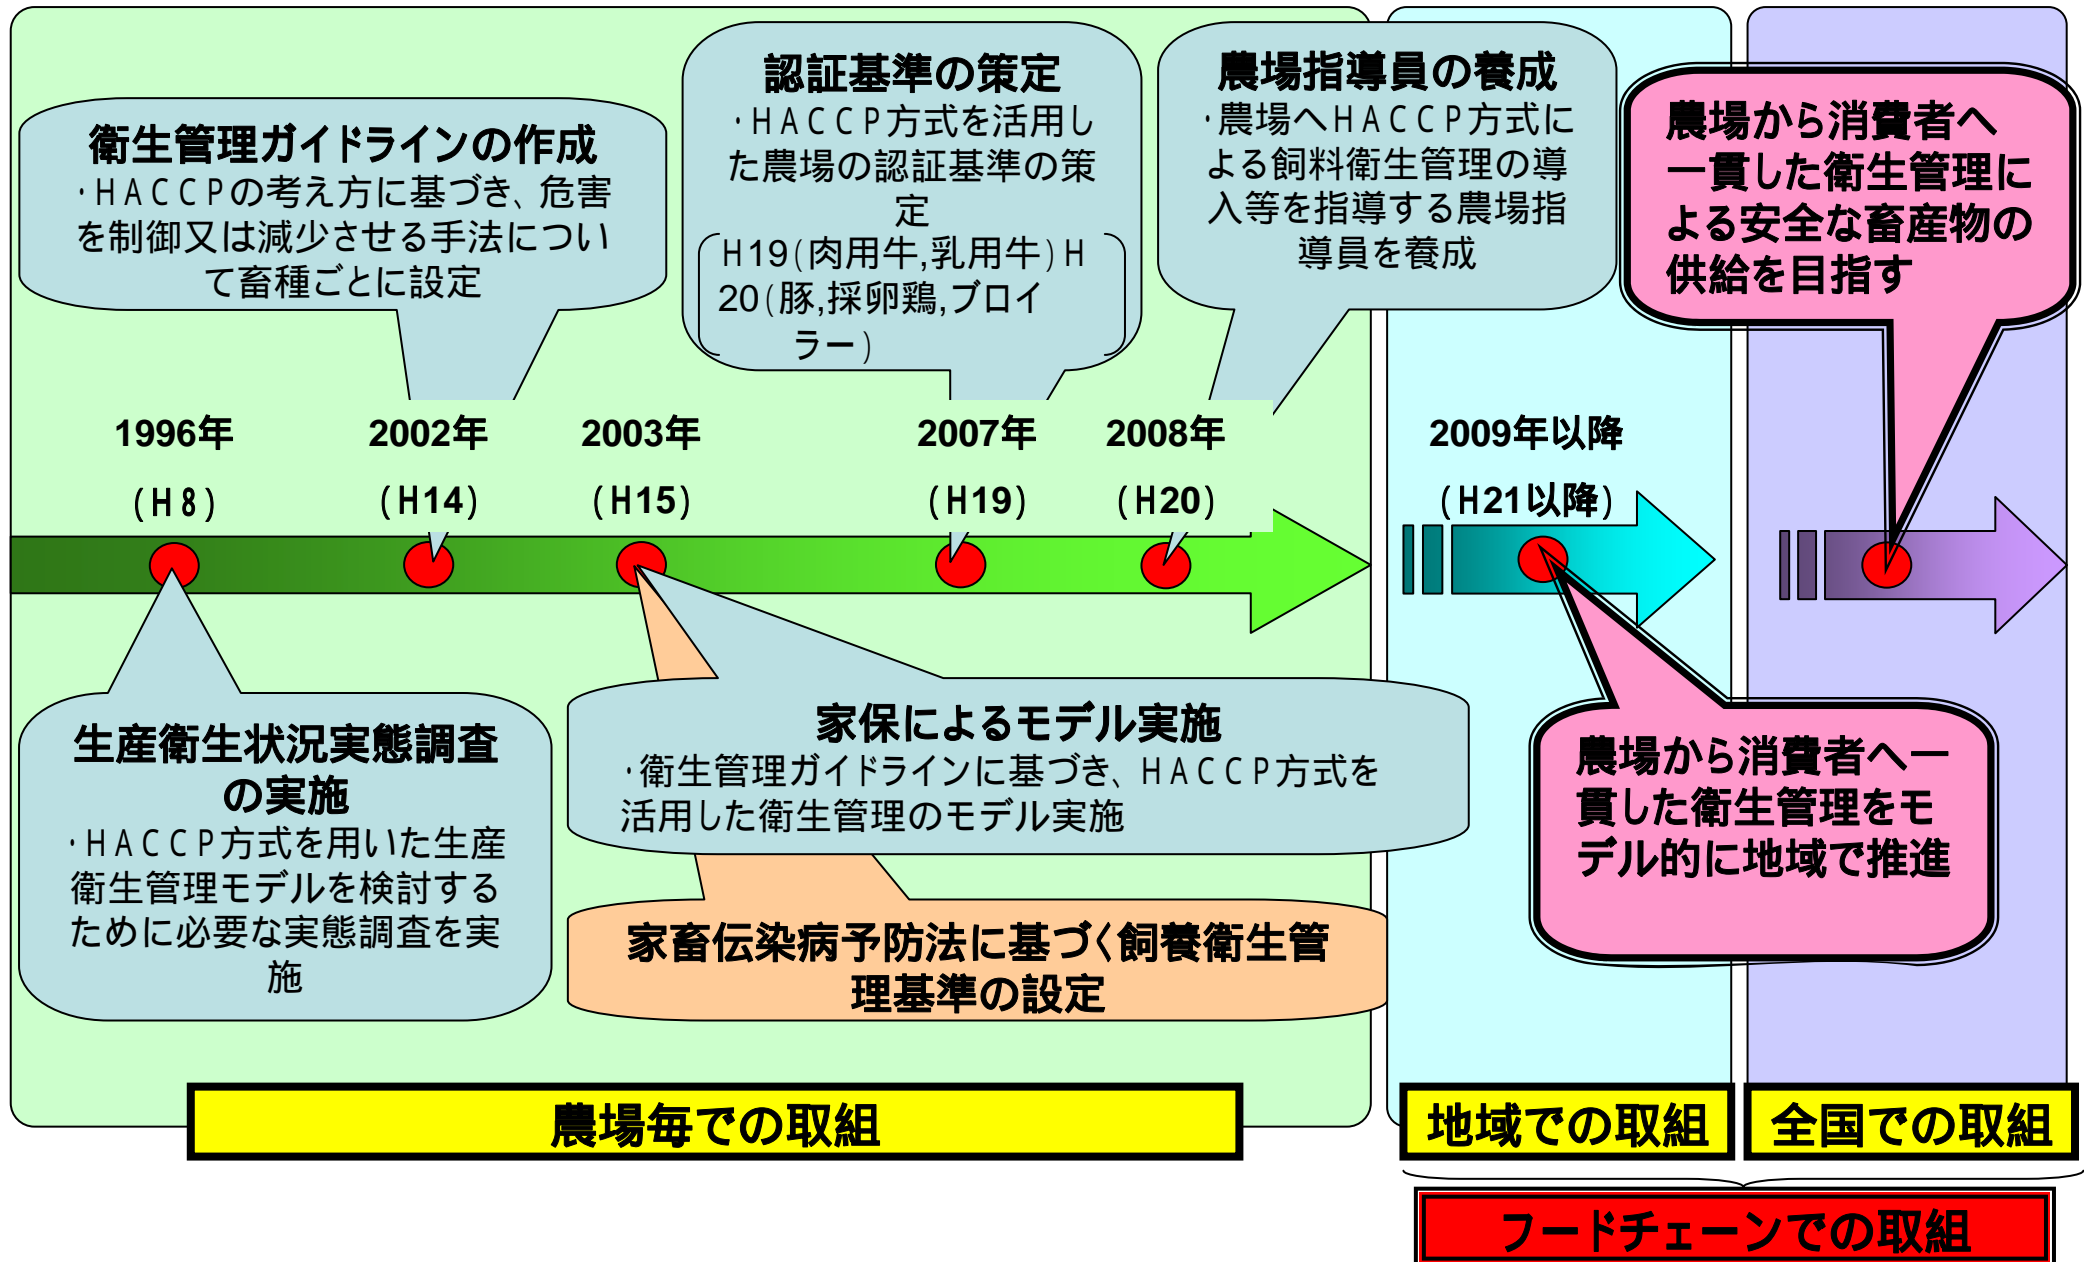 衛生管理ガイドラインの作成
・HACCPの考え方に基づき、危害
を制御又は減少させる手法につい
て畜種ごとに設定
認証基準の策定
・HACCP方式を活用し
た農場の認証基準の策
定
H19(肉用牛,乳用牛)H
20(豚,採卵鶏,ブロイ
ラー)
農場指導員の養成
・農場へHACCP方式に
よる飼料衛生管理の導
入等を指導する農場指
導員を養成
農場から消費者へ
一貫した衛生管理に
よる安全な畜産物の
供給を目指す
1996年
(H8)
2002年
(H14)
2003年
(H15)
2007年
(H19)
2008年
(H20)
2009年以降
(H21以降)
生産衛生状況実態調査
の実施
・HACCP方式を用いた生産
衛生管理モデルを検討する
ために必要な実態調査を実
施
家保によるモデル実施
・衛生管理ガイドラインに基づき、HACCP方式を
活用した衛生管理のモデル実施
家畜伝染病予防法に基づく飼養衛生管
理基準の設定
農場から消費者へ一
貫した衛生管理をモ
デル的に地域で推進
農場毎での取組
地域での取組
全国での取組
フードチェーンでの取組